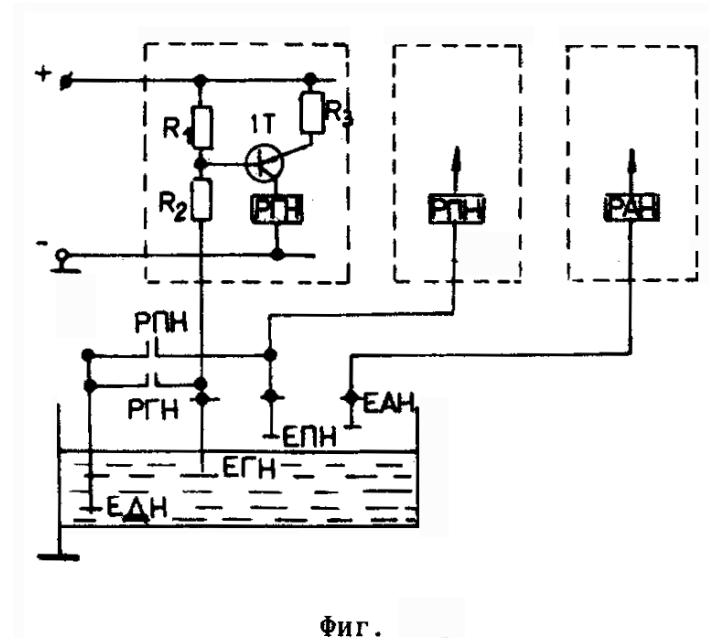 +
R1
1T
R3
R2
РГН
РПН
РАН
-
РПН
РГН
ЕАН
ЕПН
ЕГН
ЕДН
Фиг.